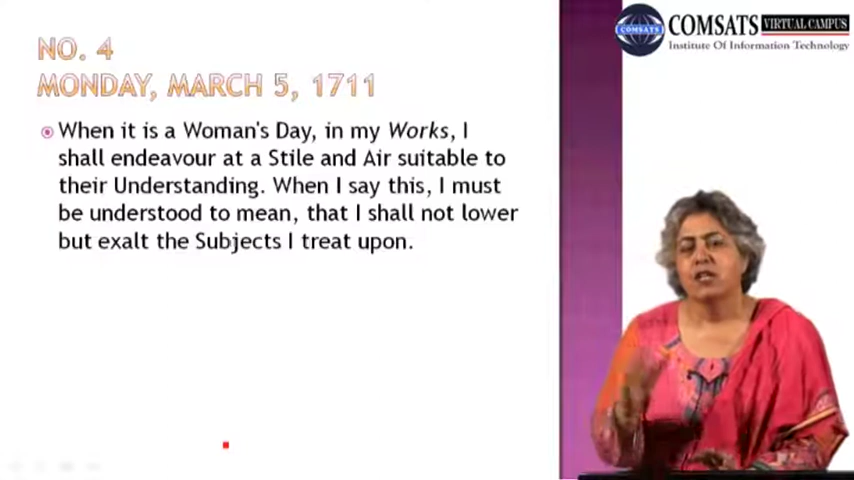 COMSATS VIRTUAL CAMPUS
Institute Of Information Technology
COMSATS
NO. 4
MONDAY, MARCH 5, 1711
When it is a Woman's Day, in my Works, I
shall endeavour at a Stile and Air suitable to
their Understanding. When I say this, I must
be understood to mean, that I shall not lower
but exalt the Subjects I treat upon.